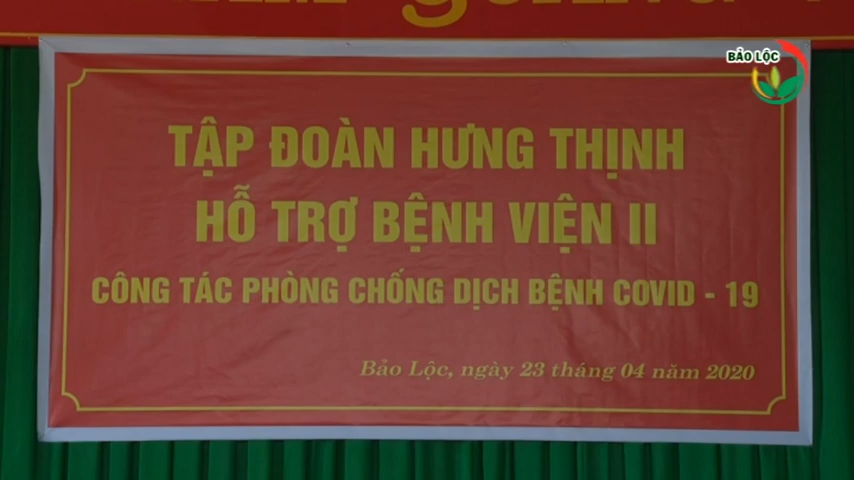 BẢO LỘC
TẬP ĐOÀN HƯNG THỊNH
HỖ TRỢ BỆNH VIỆN II
CÔNG TÁC PHÒNG CHỐNG DỊCH BỆNH COVID - 19
Bảo Lộc, ngày 23 tháng 04 năm 2020